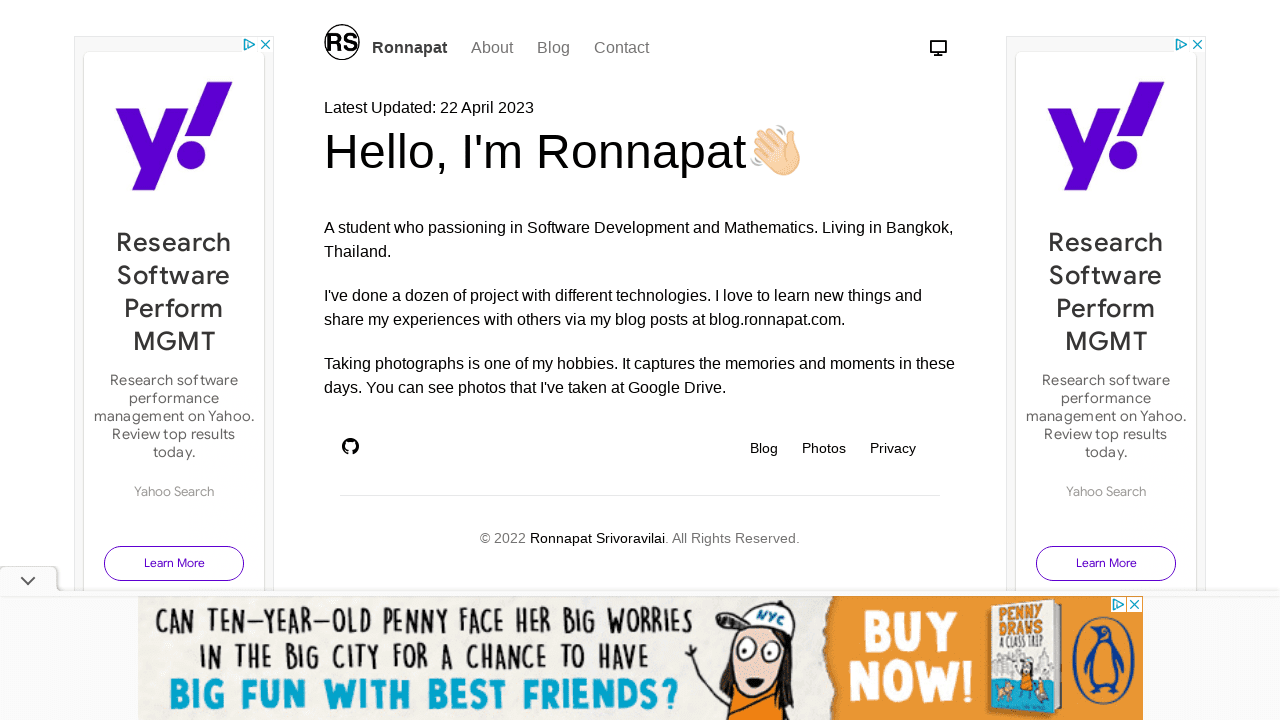 RS
Ronnapat About Blog Contact
Latest Updated: 22 April 2023
Hello, I'm Ronnapat👋🏻
A student who passioning in Software Development and Mathematics. Living in Bangkok,
Thailand.
I've done a dozen of project with different technologies. I love to learn new things and
share my experiences with others via my blog posts at blog.ronnapat.com.
Taking photographs is one of my hobbies. It captures the memories and moments in these
days. You can see photos that I've taken at Google Drive.
Blog Photos Privacy
© 2022 Ronnapat Srivoravilai. All Rights Reserved.
y!
Research
Software
Perform
MGMT
Research software
performance
management on Yahoo.
Review top results
today.
Yahoo Search
Learn More
y!
Research
Software
Perform
MGMT
Research software
performance
management on Yahoo.
Review top results
today.
Yahoo Search
Learn More
CAN TEN-YEAR-OLD PENNY FACE HER BIG WORRIES
IN THE BIG CITY FOR A CHANCE TO HAVE
BIG FUN WITH BEST FRIENDS?
NYC
BUY
NOW!
PENNY
DRAWS
A CLASS TRIP